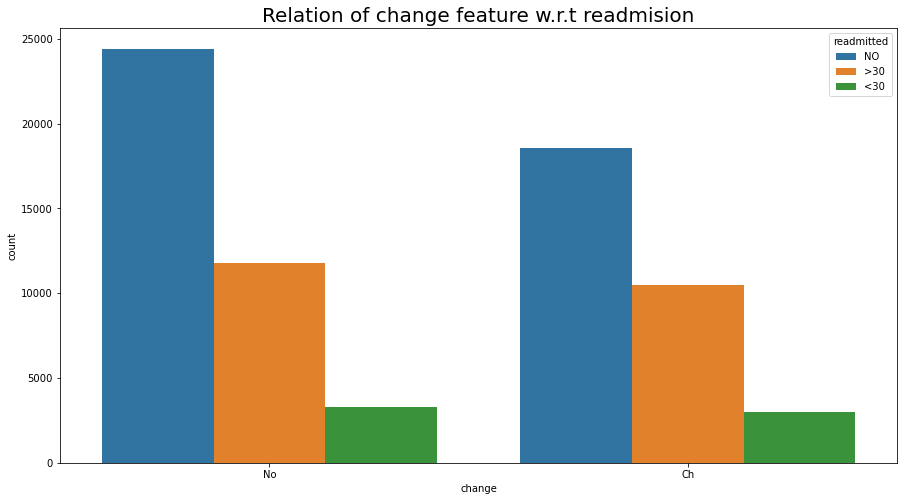 Relation of change feature w.r.t readmision
readmitted
NO
>30
<30
25000
20000
15000
10000
5000
0
count
No
Ch
change